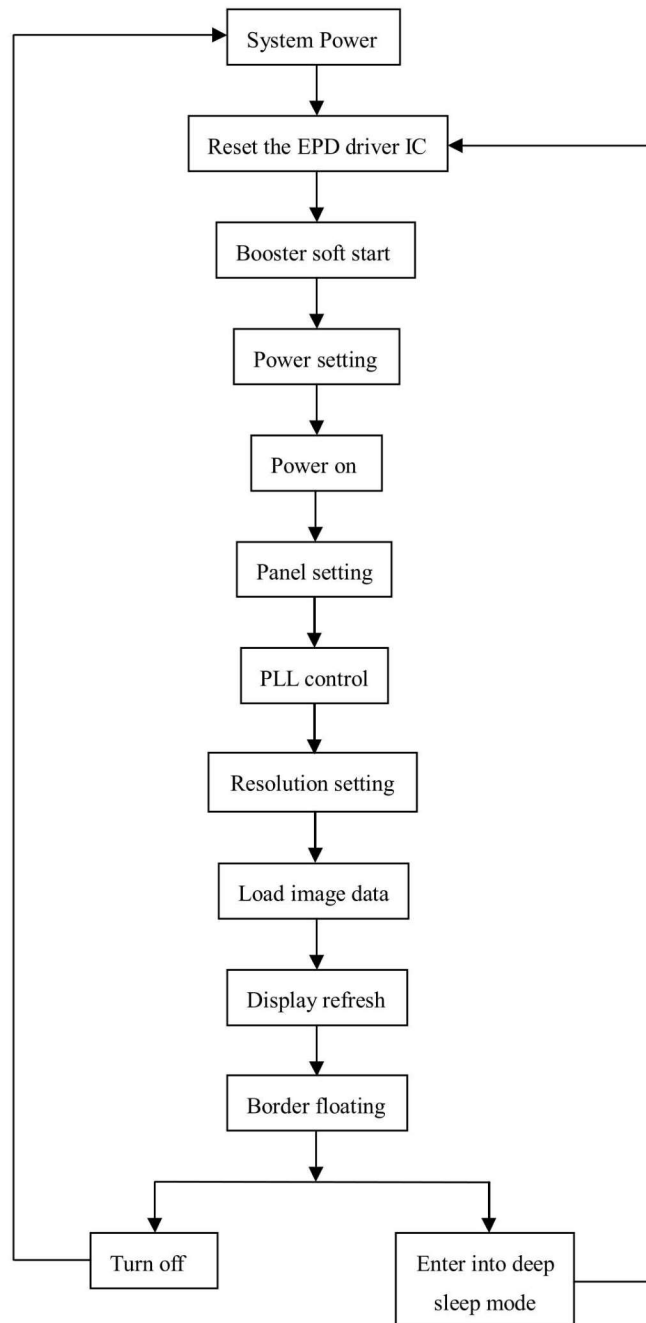 System Power
Reset the EPD driver IC
Booster soft start
Power setting
Power on
Panel setting
PLL control
Resolution setting
Load image data
Display refresh
Border floating
Turn off
Enter into deep
sleep mode